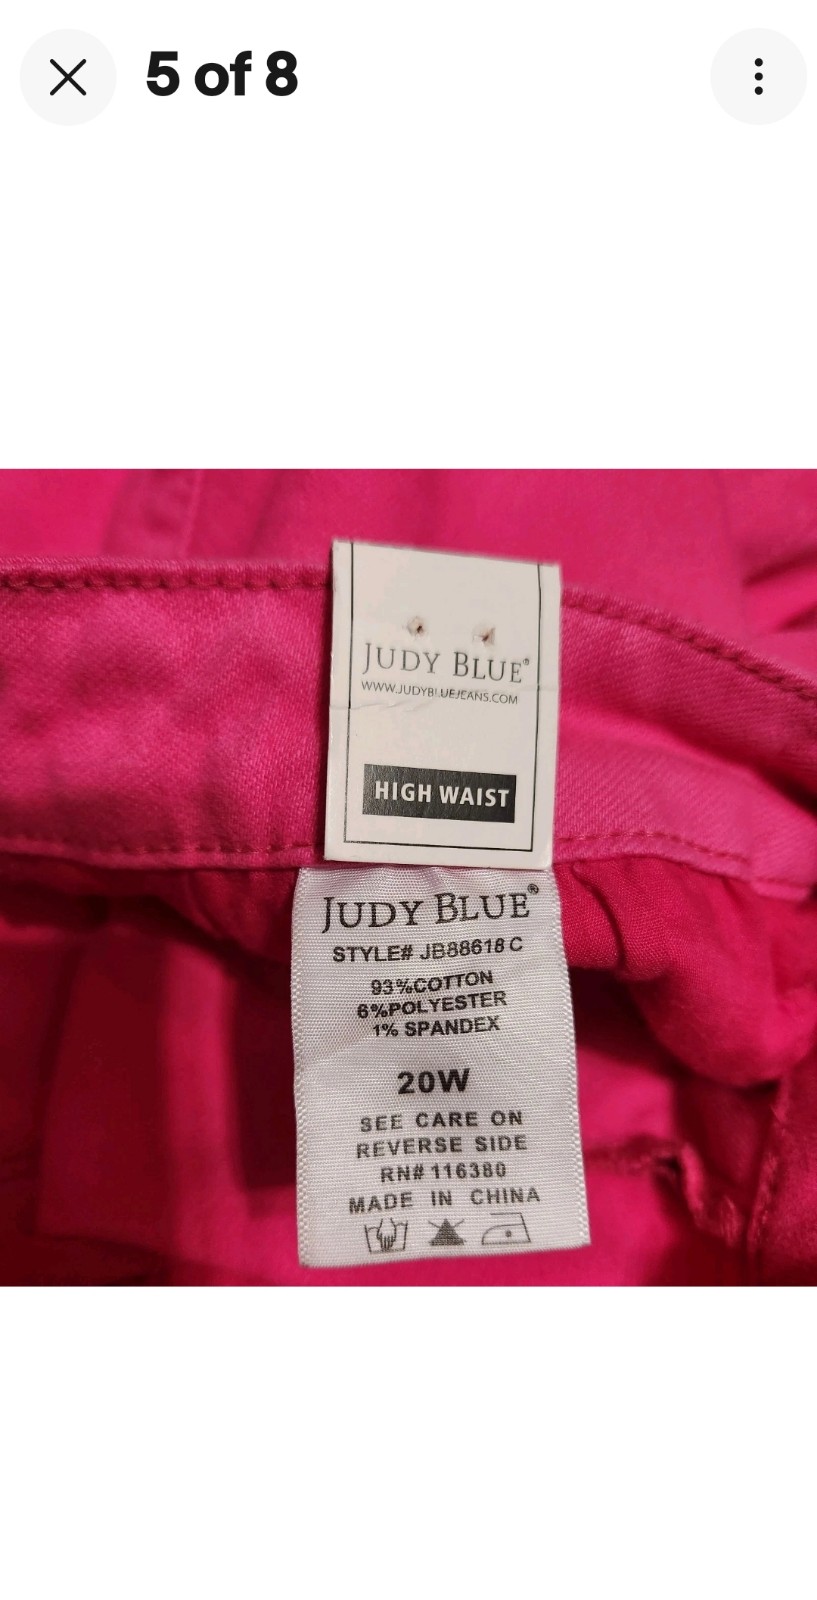 5 of 8
JUDY BLUE®
WWW.JUDYBLUEJEANS.COM
HIGH WAIST
JUDY BLUE®
STYLE# JB88618 C
93%COTTON
6%POLYESTER
1% SPANDEX
20W
SEE CARE ON
REVERSE SIDE
RN# 116380
MADE IN CHINA